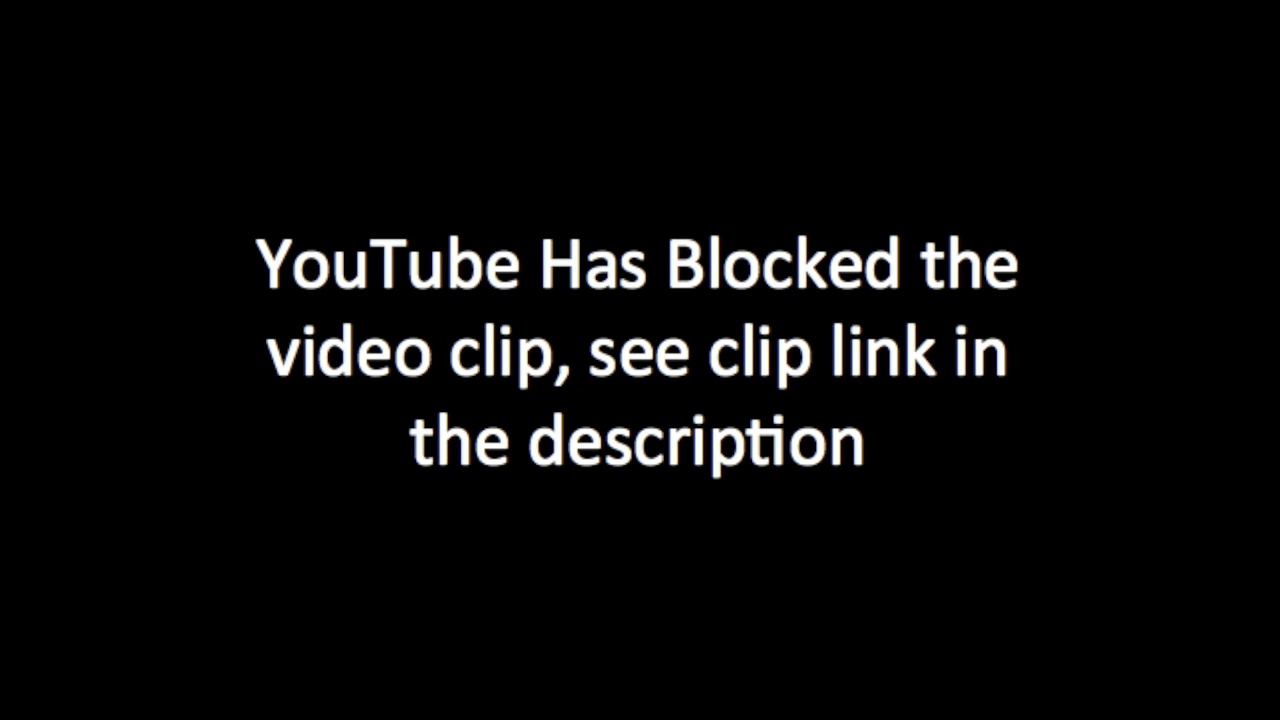 YouTube Has Blocked the
video clip, see clip link in
the description